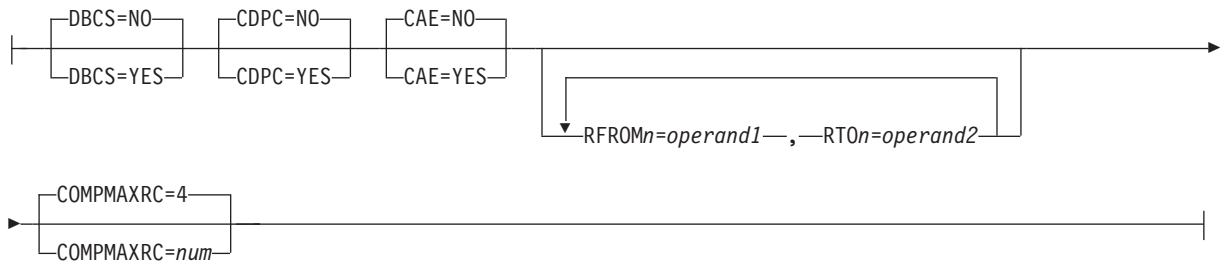 DBCS=NO CDPC=NO CAE=NO
DBCS=YES CDPC=YES CAE=YES
RFROMn=operand1 , RTOn=operand2
COMPMAXRC=4
COMPMAXRC=num